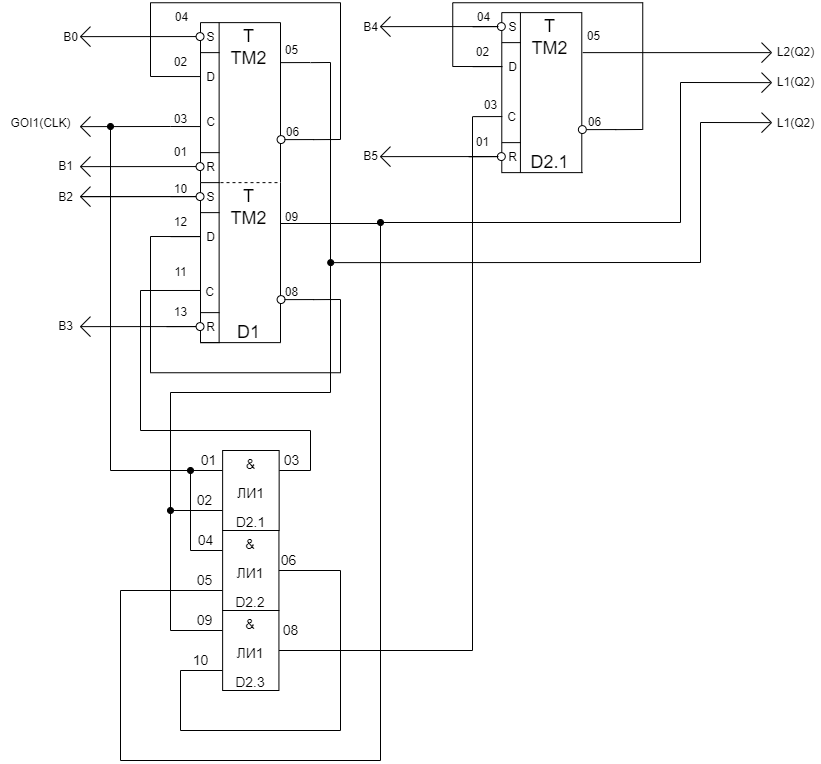 04
B0
S
T
ТМ2
05
02
D
GOI1(CLK)
03
C
06
01
B1
R
10
B2
S
T
ТМ2
09
12
D
11
C
08
13
B3
R
D1
04
B4
S
T
ТМ2
05
L2(Q2)
02
D
L1(Q2)
03
C
06
L1(Q2)
01
B5
R
D2.1
01
&
03
ЛИ1
02
D2.1
04
&
06
ЛИ1
05
D2.2
09
&
08
ЛИ1
10
D2.3